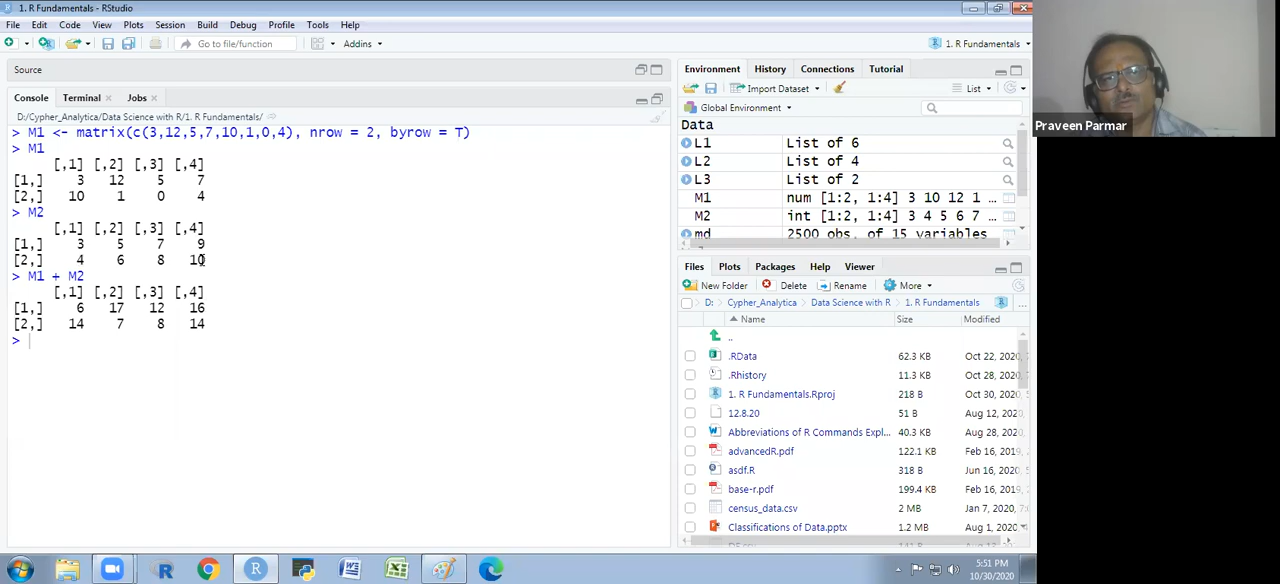 1. R Fundamentals - RStudio
File Edit Code View Plots Session Build Debug Profile Tools Help
Go to file/function Addins 1. R Fundamentals
Source
Console Terminal Jobs
D:/Cypher_Analytica/Data Science with R/1. R Fundamentals/
> M1 <- matrix(c(3,12,5,7,10,1,0,4), nrow = 2, byrow = T)
> M1
[,1] [,2] [,3] [,4]
[1,] 3 12 5 7
[2,] 10 1 0 4
> M2
[,1] [,2] [,3] [,4]
[1,] 3 5 7 9
[2,] 4 6 8 10
> M1 + M2
[,1] [,2] [,3] [,4]
[1,] 6 17 12 16
[2,] 14 7 8 14
>
Environment History Connections Tutorial
Import Dataset List
Global Environment
Data
L1 List of 6
L2 List of 4
L3 List of 2
M1 num [1:2, 1:4] 3 10 12 1 ...
M2 int [1:2, 1:4] 3 4 5 6 7 ...
md 2500 obs. of 15 variables
Files Plots Packages Help Viewer
New Folder Delete Rename More
D: Cypher_Analytica Data Science with R 1. R Fundamentals ...
Name Size Modified
..
.RData 62.3 KB Oct 22, 2020,
.Rhistory 11.3 KB Oct 28, 2020,
1. R Fundamentals.Rproj 218 B Oct 30, 2020,
12.8.20 51 B Aug 12, 2020,
Abbreviations of R Commands Expl... 40.3 KB Aug 28, 2020,
advancedR.pdf 122.1 KB Feb 16, 2019,
asdf.R 318 B Jun 16, 2020,
base-r.pdf 199.4 KB Feb 16, 2019,
census_data.csv 2 MB Jan 7, 2020,
Classifications of Data.pptx 1.2 MB Aug 1, 2020,
Praveen Parmar
5:51 PM
10/30/2020